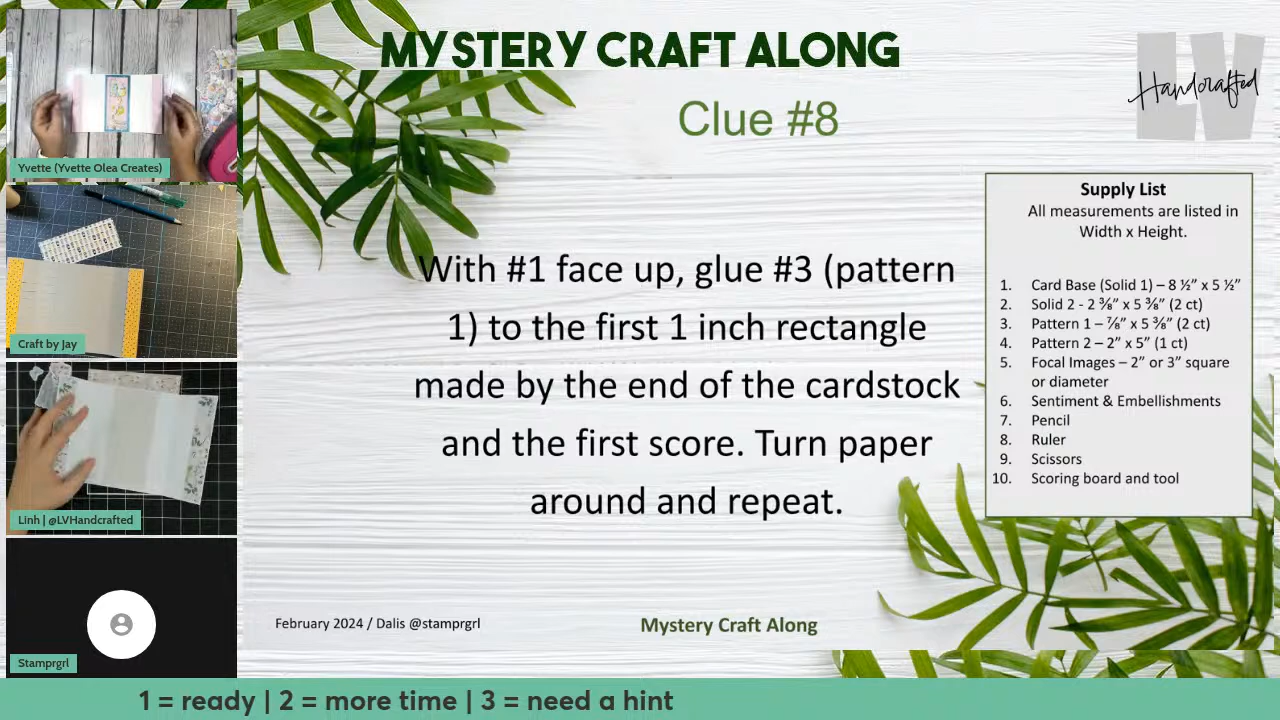 MYSTERY CRAFT ALONG
Clue #8
Handcrafted
LV
Yvette (Yvette Olea Creates)
Craft by Jay
Linh | @LVHandcrafted
Stamprgrl
With #1 face up, glue #3 (pattern
1) to the first 1 inch rectangle
made by the end of the cardstock
and the first score. Turn paper
around and repeat.
Supply List
All measurements are listed in
Width x Height.
1. Card Base (Solid 1) – 8 ½” x 5 ½”
2. Solid 2 - 2 ⅜” x 5 ⅜” (2 ct)
3. Pattern 1 – ⅞” x 5 ⅜” (2 ct)
4. Pattern 2 – 2” x 5” (1 ct)
5. Focal Images – 2” or 3” square
or diameter
6. Sentiment & Embellishments
7. Pencil
8. Ruler
9. Scissors
10. Scoring board and tool
February 2024 / Dalis @stamprgrl
Mystery Craft Along
1 = ready | 2 = more time | 3 = need a hint